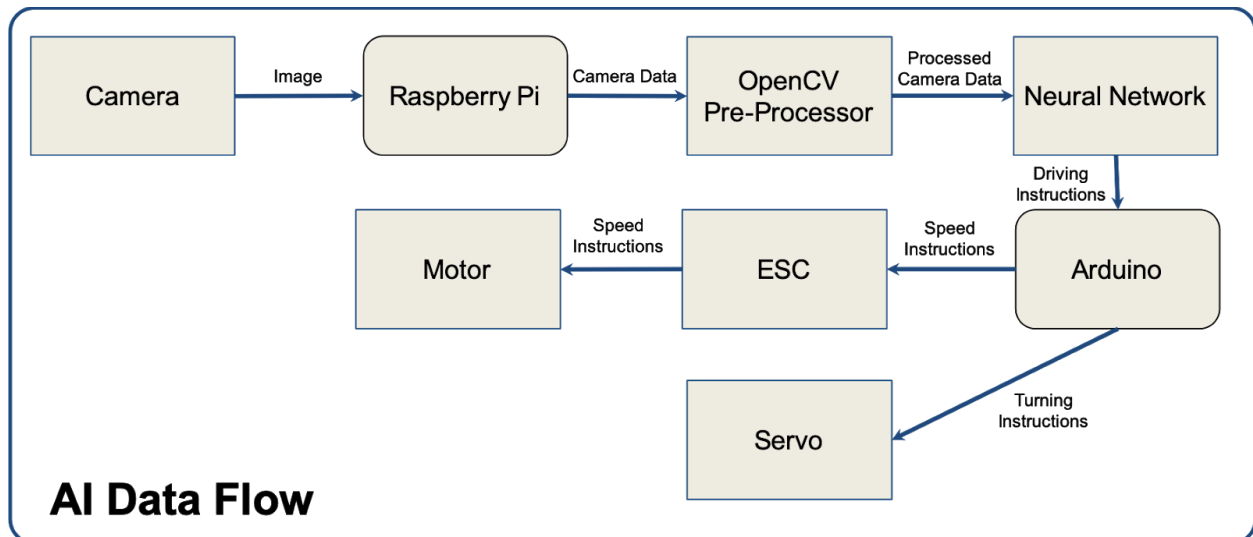 Camera
Image
Raspberry Pi
Camera Data
OpenCV
Pre-Processor
Processed
Camera Data
Neural Network
Driving
Instructions
Motor
Speed
Instructions
ESC
Speed
Instructions
Arduino
Turning
Instructions
Servo
AI Data Flow